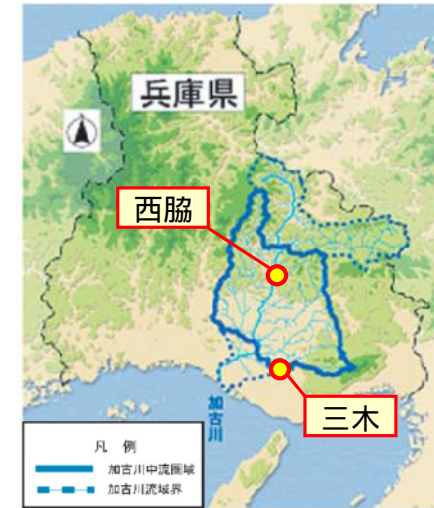 兵庫県
西脇
三木
加古川
凡 例
加古川中流圏域
加古川流域界